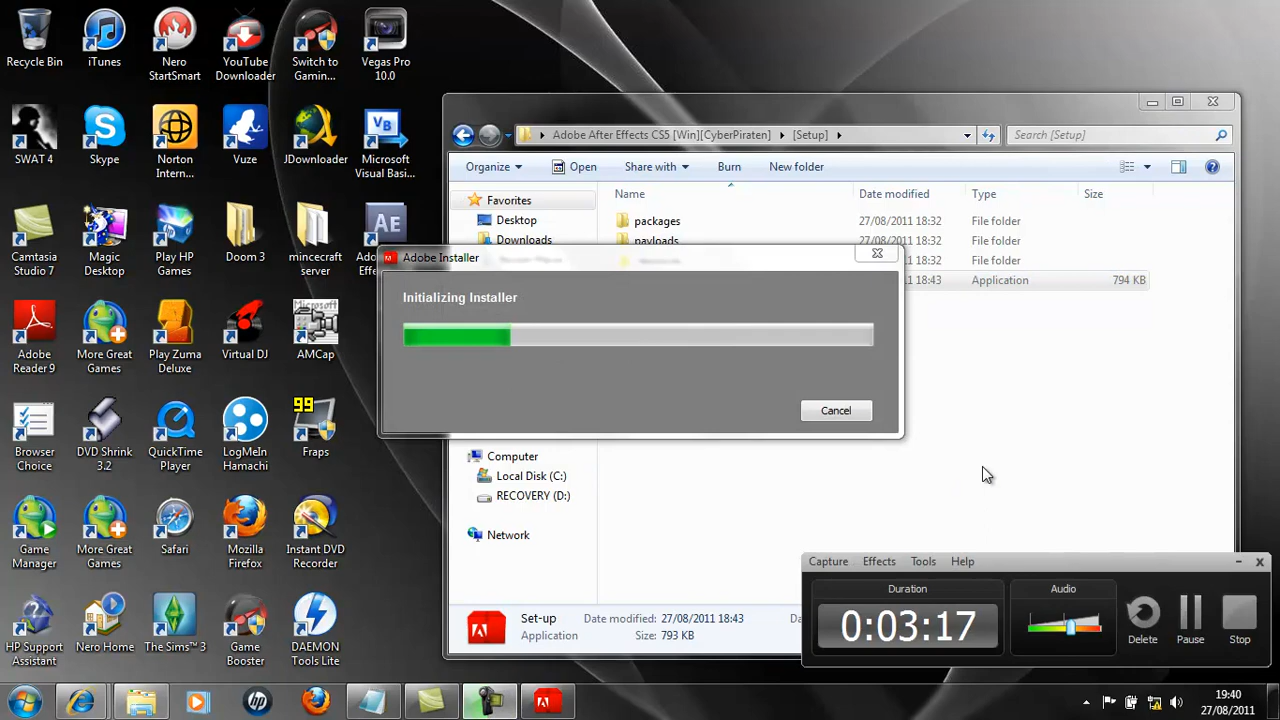 Recycle Bin
iTunes
Nero
StartSmart
YouTube
Downloader
Switch to
Gamin...
Vegas Pro
10.0
SWAT 4
Skype
Norton
Intern...
Vuze
JDownloader
VB
Microsoft
Visual Basi...
Camtasia
Studio 7
Magic
Desktop
Play HP
Games
Doom 3
minecraft
server
AE
Adobe
Reader 9
More Great
Games
Play Zuma
Deluxe
Virtual DJ
Microsoft
AMCap
Browser
Choice
DVD Shrink
3.2
QuickTime
Player
LogMeIn
Hamachi
99
Fraps
Game
Manager
More Great
Games
Safari
Mozilla
Firefox
Instant DVD
Recorder
HP Support
Assistant
Nero Home
The Sims™ 3
Game
Booster
DAEMON
Tools Lite
Adobe After Effects CS5 [Win][CyberPiraten]
[Setup]
Search [Setup]
Organize
Open
Share with
Burn
New folder
Favorites
Desktop
Downloads
Name
Date modified
Type
Size
packages
27/08/2011 18:32
File folder
payloads
27/08/2011 18:32
File folder
27/08/2011 18:32
File folder
18:43
Application
794 KB
Adobe Installer
Initializing Installer
Cancel
Computer
Local Disk (C:)
RECOVERY (D:)
Network
Set-up
Date modified: 27/08/2011 18:43
Application
Size: 793 KB
Capture
Effects
Tools
Help
Duration
0:03:17
Audio
Delete
Pause
Stop
hp
19:40
27/08/2011